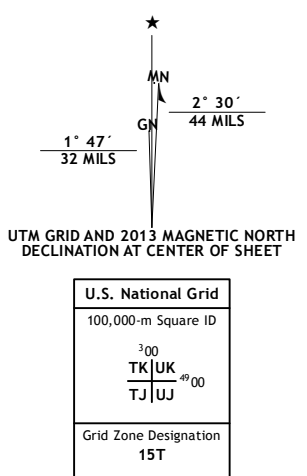 ★
MN
GN
2° 30´
44 MILS
1° 47´
32 MILS
UTM GRID AND 2013 MAGNETIC NORTH
DECLINATION AT CENTER OF SHEET
U.S. National Grid
100,000-m Square ID
³00
TK UK
⁴⁹00
TJ UJ
Grid Zone Designation
15T